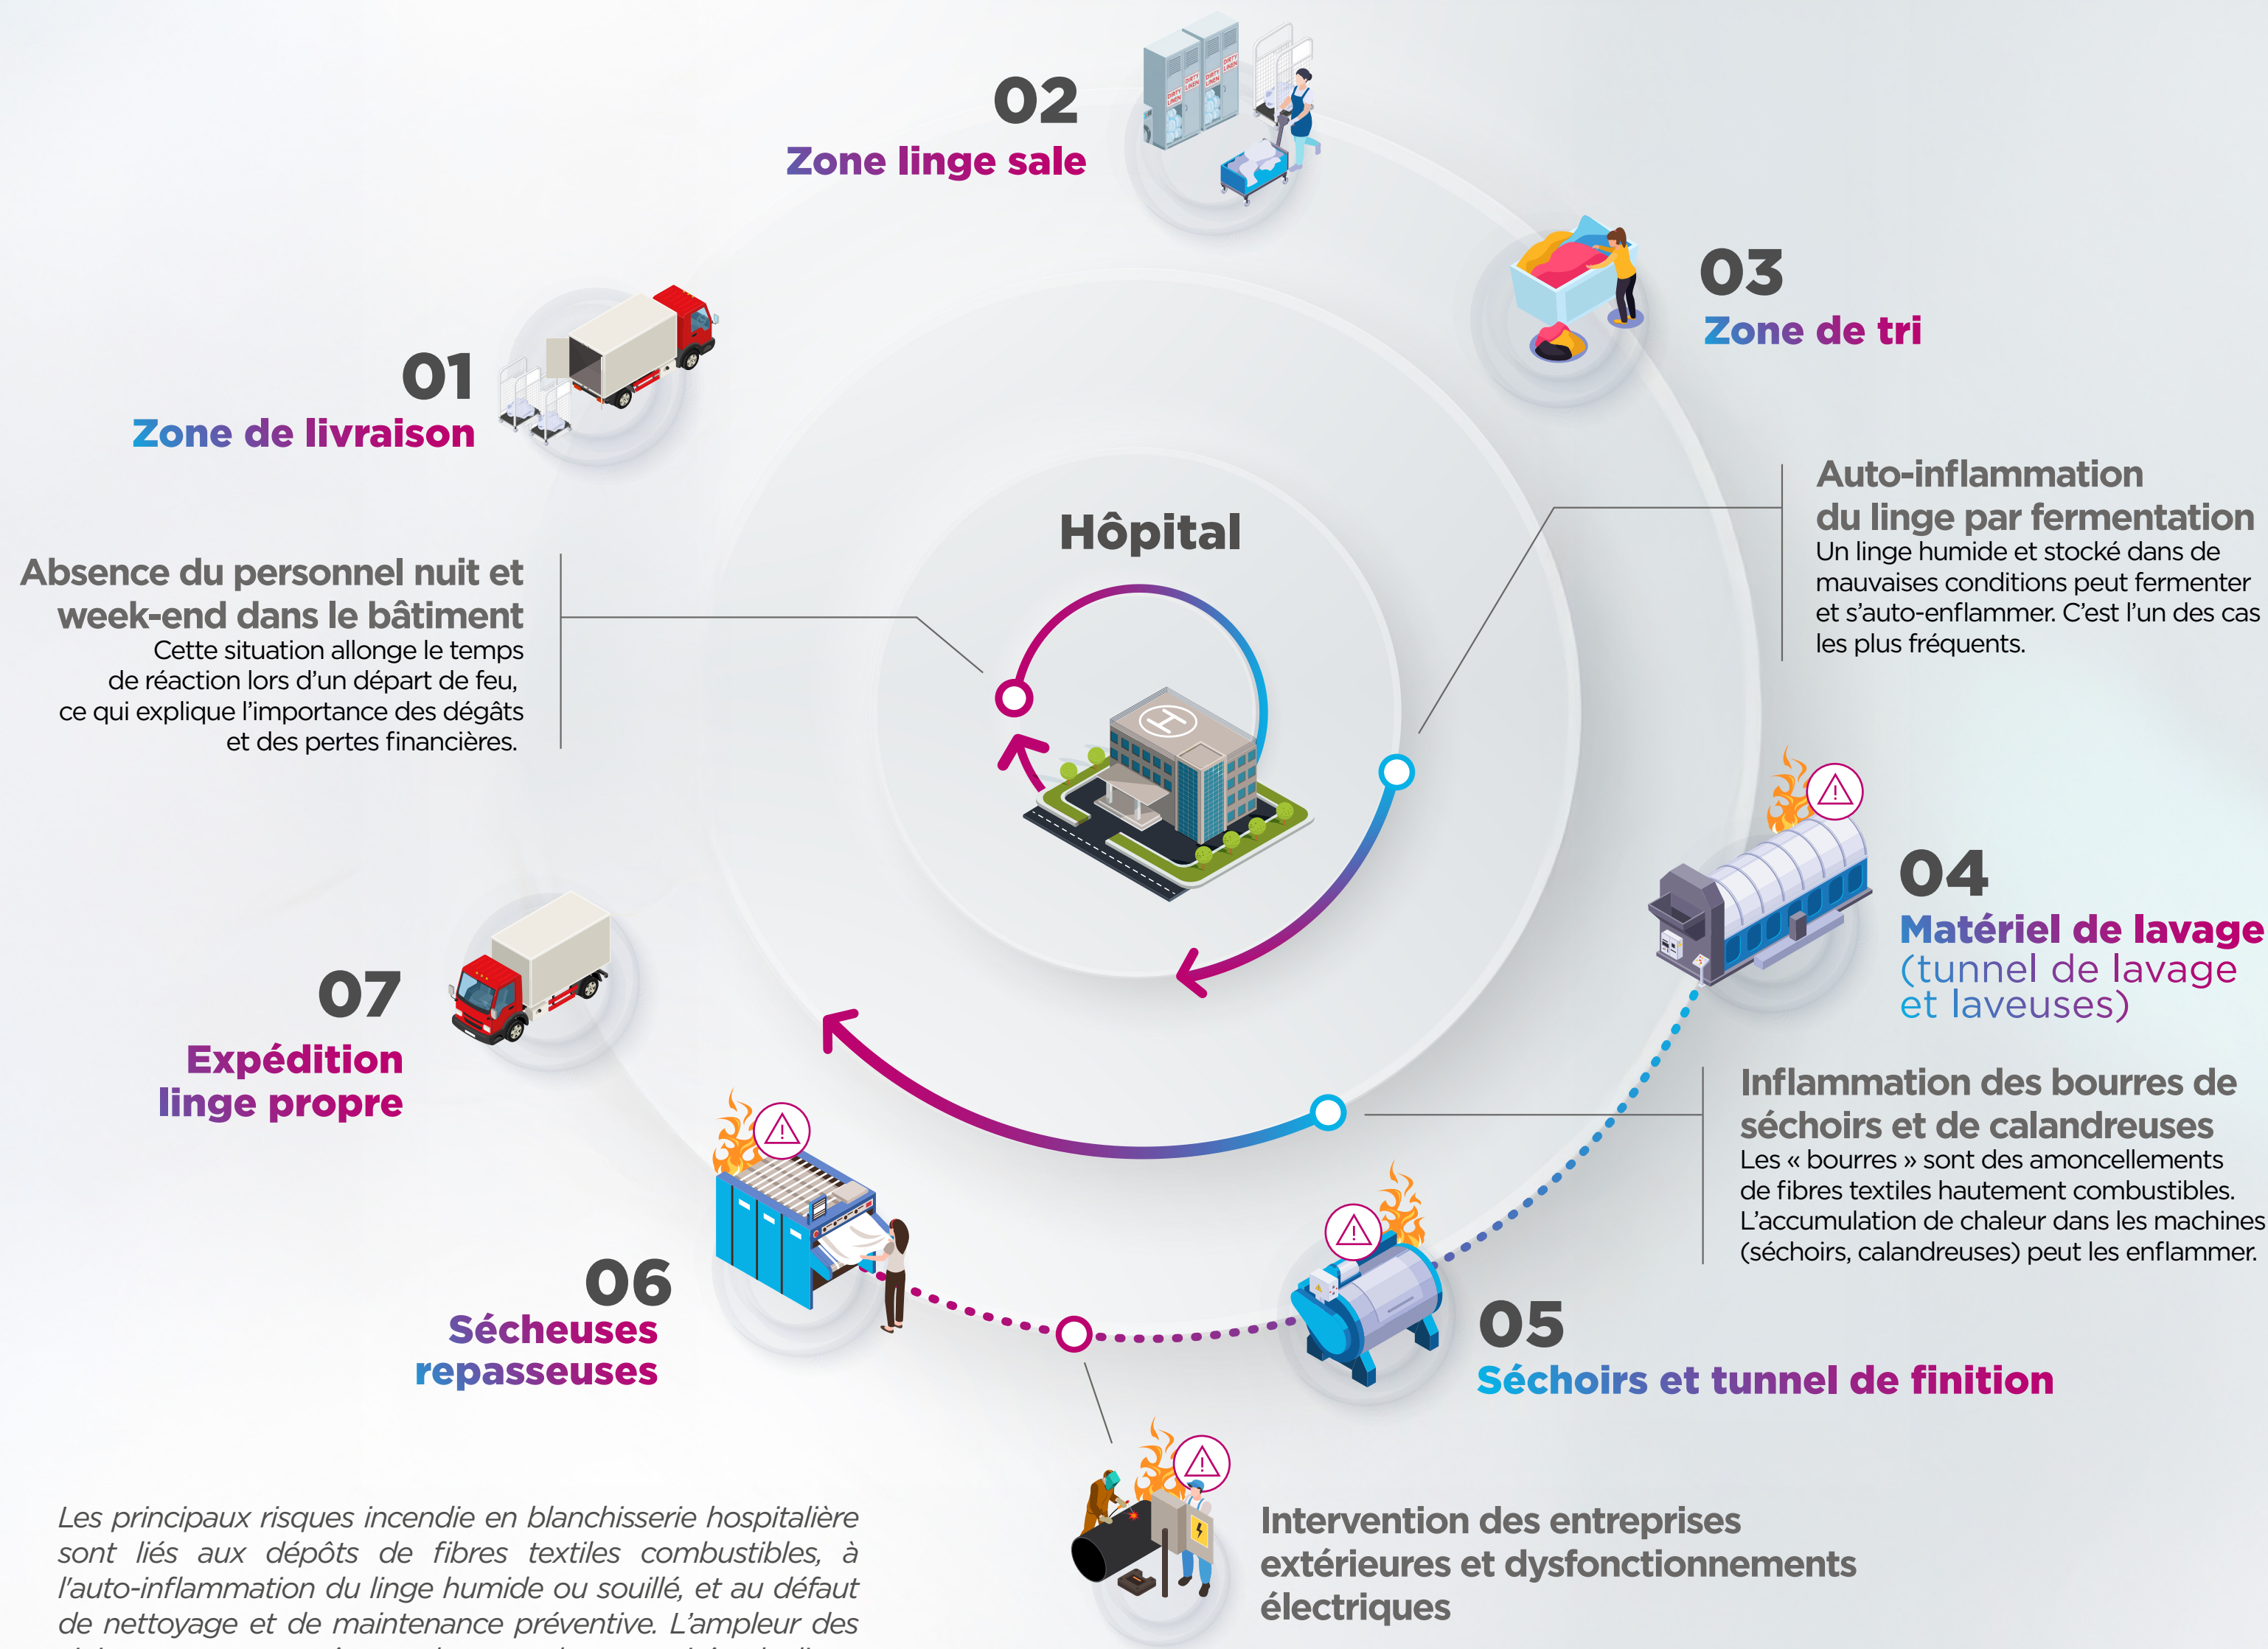 02
Zone linge sale
DIRTY LINEN
DIRTY LINEN
DIRTY LINEN
DIRTY LINEN
03
Zone de tri
01
Zone de livraison
Hôpital
H
Auto-inflammation
du linge par fermentation
Un linge humide et stocké dans de
mauvaises conditions peut fermenter
et s’auto-enflammer. C’est l’un des cas
les plus fréquents.
Absence du personnel nuit et
week-end dans le bâtiment
Cette situation allonge le temps
de réaction lors d’un départ de feu,
ce qui explique l’importance des dégâts
et des pertes financières.
04
Matériel de lavage
(tunnel de lavage
et laveuses)
07
Expédition
linge propre
Inflammation des bourres de
séchoirs et de calandreuses
Les « bourres » sont des amoncellements
de fibres textiles hautement combustibles.
L’accumulation de chaleur dans les machines
(séchoirs, calandreuses) peut les enflammer.
06
Sécheuses
repasseuses
05
Séchoirs et tunnel de finition
Intervention des entreprises
extérieures et dysfonctionnements
électriques
Les principaux risques incendie en blanchisserie hospitalière
sont liés aux dépôts de fibres textiles combustibles, à
l'auto-inflammation du linge humide ou souillé, et au défaut
de nettoyage et de maintenance préventive. L’ampleur des